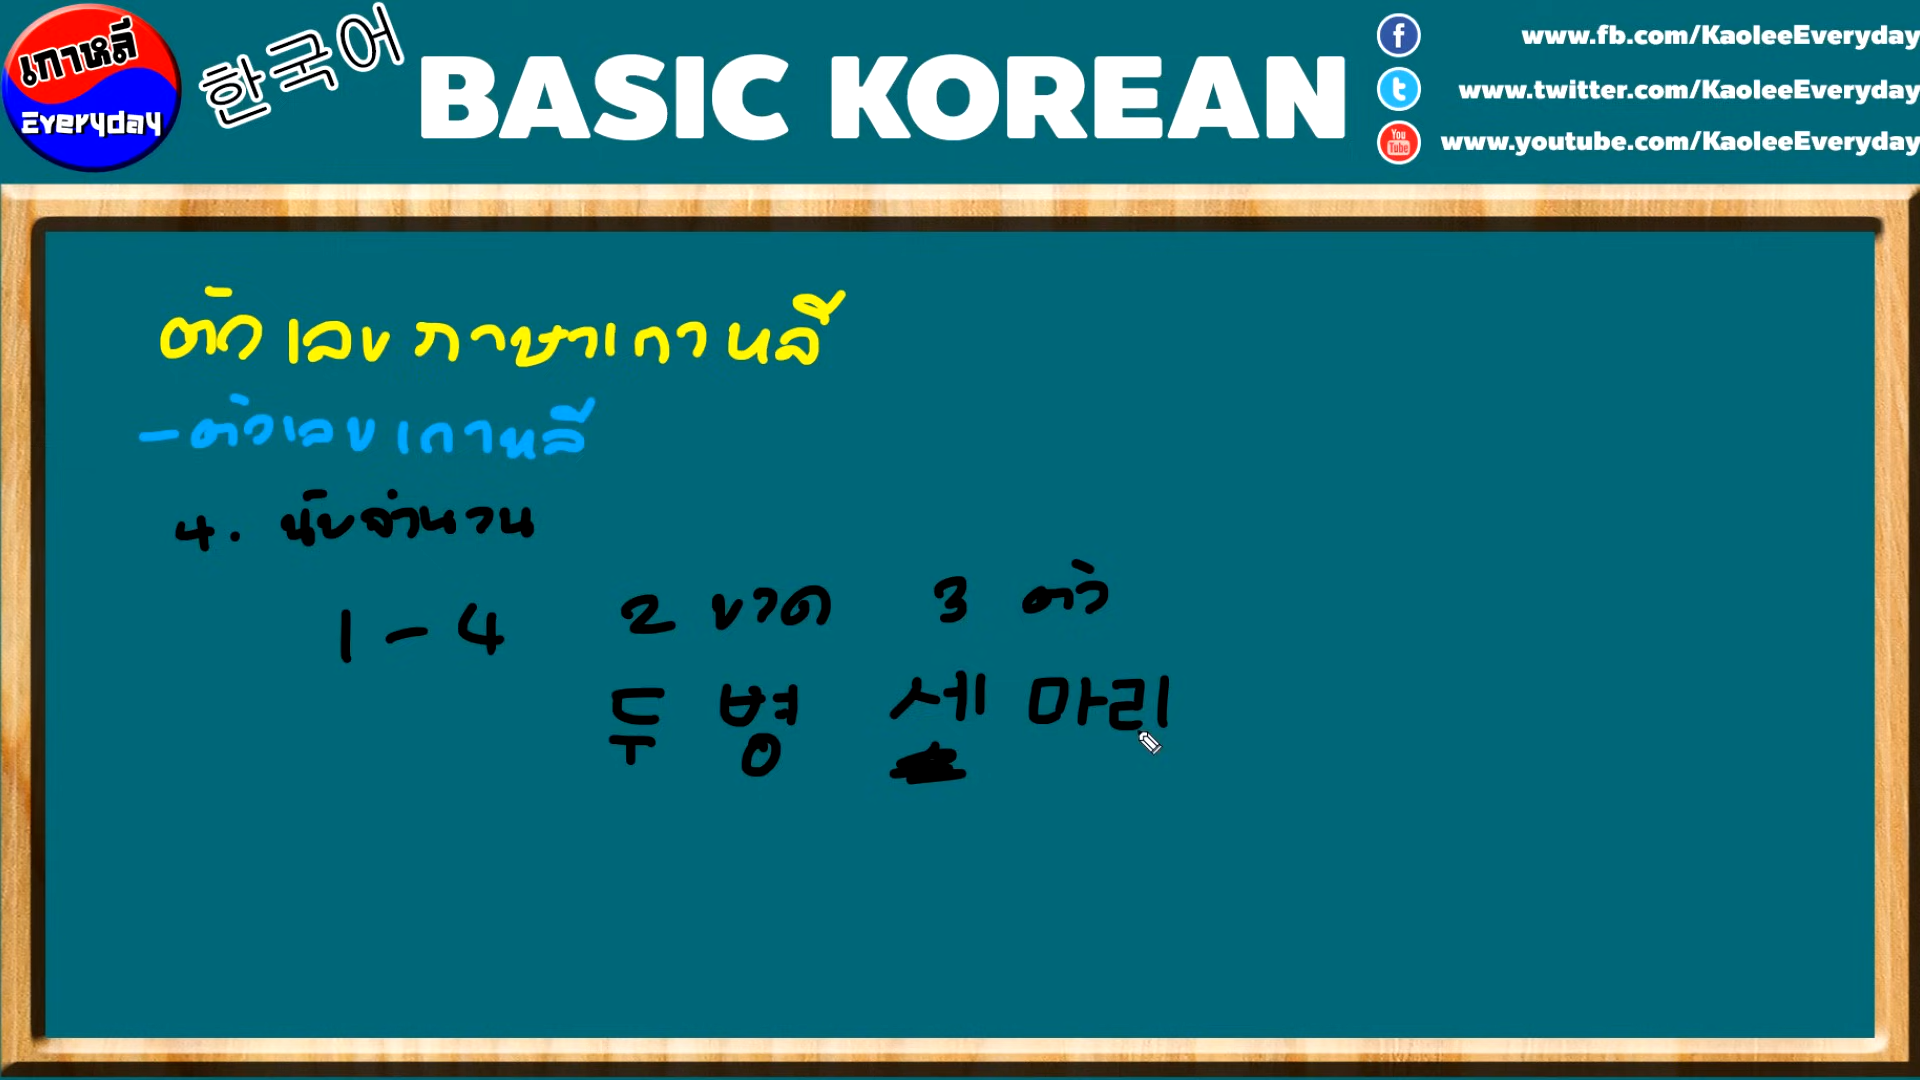 เกาหลี
Everyday
한국어
BASIC KOREAN
www.fb.com/KaoleeEveryday
www.twitter.com/KaoleeEveryday
You
Tube
www.youtube.com/KaoleeEveryday
ตัวเลขภาษาเกาหลี
-ตัวเลขเกาหลี
4. นับจำนวน
1-4 2 ขวด 3 ตัว
두 병 세 마리